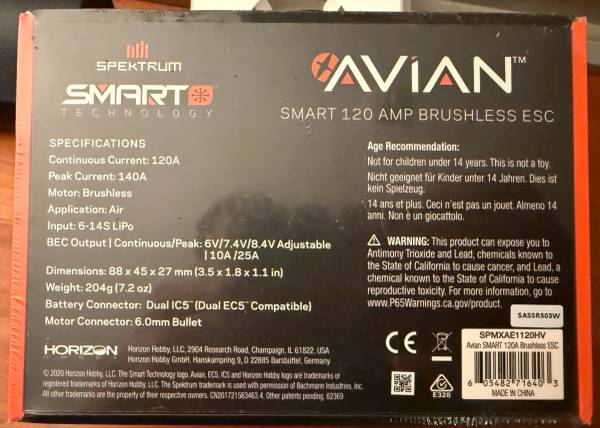 SPEKTRUM
SMART
TECHNOLOGY
AVIAN™
SMART 120 AMP BRUSHLESS ESC
SPECIFICATIONS
Continuous Current: 120A
Peak Current: 140A
Motor: Brushless
Application: Air
Input: 6-14S LiPo
BEC Output | Continuous/Peak: 6V/7.4V/8.4V Adjustable
| 10A /25A
Dimensions: 88 x 45 x 27 mm (3.5 x 1.8 x 1.1 in)
Weight: 204g (7.2 oz)
Battery Connector: Dual IC5™ (Dual EC5™ Compatible)
Motor Connector: 6.0mm Bullet
Age Recommendation:
Not for children under 14 years. This is not a toy.
Nicht geeignet für Kinder unter 14 Jahren. Dies ist
kein Spielzeug.
14 ans et plus. Ceci n'est pas un jouet. Almeno 14
anni. Non è un giocattolo.
WARNING: This product can expose you to
Antimony Trioxide and Lead, chemicals known to
the State of California to cause cancer, and Lead, a
chemical known to the State of California to cause
reproductive toxicity. For more information, go to
www.P65Warnings.ca.gov/product.
SASSR503W
HORIZON
HOBBY
Horizon Hobby, LLC, 2904 Research Road, Champaign, IL 61822, USA
Horizon Hobby GmbH, Hanskampring 9, D 22885 Barsbüttel, Germany
© 2020 Horizon Hobby, LLC. The Smart Technology logo, Avian, EC5, IC5 and Horizon Hobby logo are trademarks or
registered trademarks of Horizon Hobby, LLC. The Spektrum trademark is used with permission of Bachmann Industries, Inc.
All other trademarks are the property of their respective owners. CN201721563463.4. Other patents pending. 62369
CE
E328
SPMXAE1120HV
Avian SMART 120A Brushless ESC
6 05482 71640 3
MADE IN CHINA